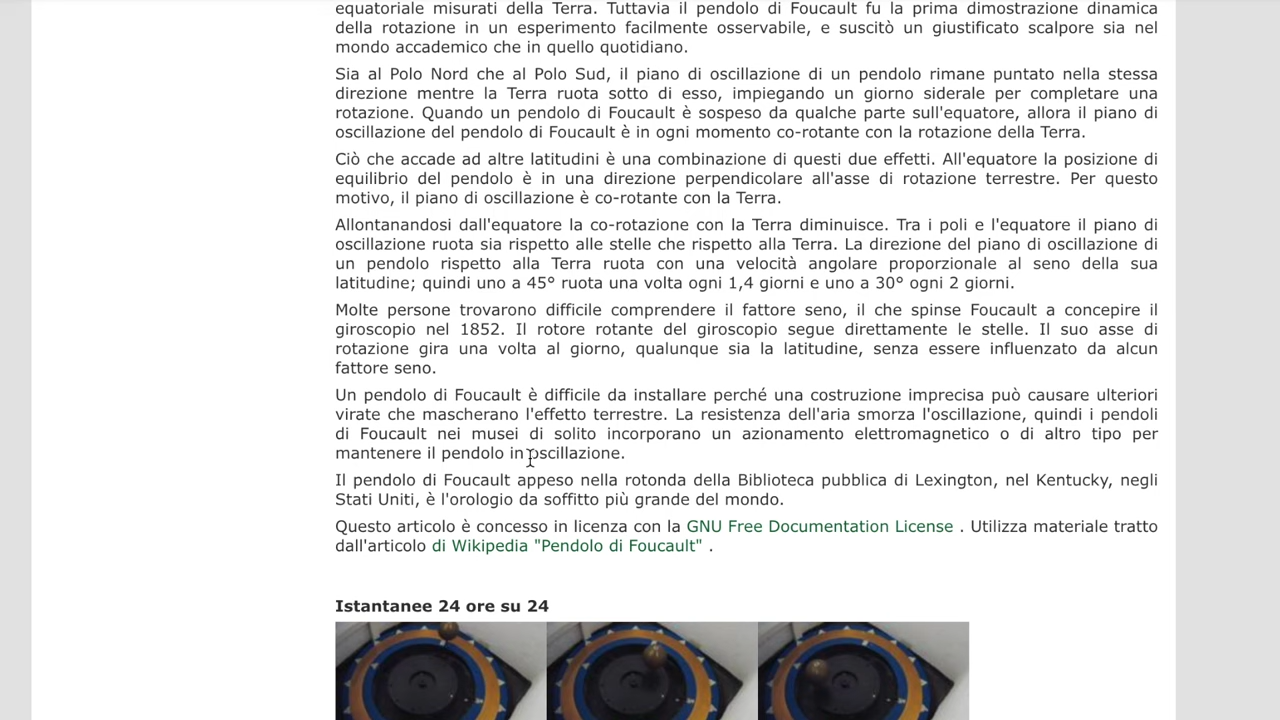 equatoriale misurati della Terra. Tuttavia il pendolo di Foucault fu la prima dimostrazione dinamica
della rotazione in un esperimento facilmente osservabile, e suscitò un giustificato scalpore sia nel
mondo accademico che in quello quotidiano.
Sia al Polo Nord che al Polo Sud, il piano di oscillazione di un pendolo rimane puntato nella stessa
direzione mentre la Terra ruota sotto di esso, impiegando un giorno siderale per completare una
rotazione. Quando un pendolo di Foucault è sospeso da qualche parte sull'equatore, allora il piano di
oscillazione del pendolo di Foucault è in ogni momento co-rotante con la rotazione della Terra.
Ciò che accade ad altre latitudini è una combinazione di questi due effetti. All'equatore la posizione di
equilibrio del pendolo è in una direzione perpendicolare all'asse di rotazione terrestre. Per questo
motivo, il piano di oscillazione è co-rotante con la Terra.
Allontanandosi dall'equatore la co-rotazione con la Terra diminuisce. Tra i poli e l'equatore il piano di
oscillazione ruota sia rispetto alle stelle che rispetto alla Terra. La direzione del piano di oscillazione di
un pendolo rispetto alla Terra ruota con una velocità angolare proporzionale al seno della sua
latitudine; quindi uno a 45° ruota una volta ogni 1,4 giorni e uno a 30° ogni 2 giorni.
Molte persone trovarono difficile comprendere il fattore seno, il che spinse Foucault a concepire il
giroscopio nel 1852. Il rotore rotante del giroscopio segue direttamente le stelle. Il suo asse di
rotazione gira una volta al giorno, qualunque sia la latitudine, senza essere influenzato da alcun
fattore seno.
Un pendolo di Foucault è difficile da installare perché una costruzione imprecisa può causare ulteriori
virate che mascherano l'effetto terrestre. La resistenza dell'aria smorza l'oscillazione, quindi i pendoli
di Foucault nei musei di solito incorporano un azionamento elettromagnetico o di altro tipo per
mantenere il pendolo in oscillazione.
Il pendolo di Foucault appeso nella rotonda della Biblioteca pubblica di Lexington, nel Kentucky, negli
Stati Uniti, è l'orologio da soffitto più grande del mondo.
Questo articolo è concesso in licenza con la GNU Free Documentation License . Utilizza materiale tratto
dall'articolo di Wikipedia "Pendolo di Foucault" .
Istantanee 24 ore su 24